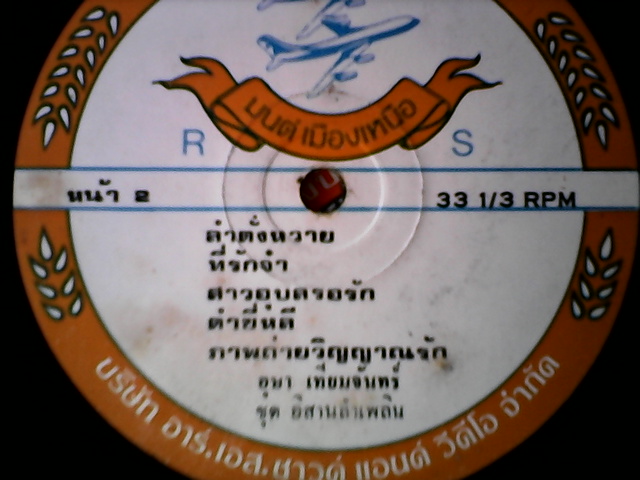 มนต์เมืองเหนือ
R S
หน้า 2 33 1/3 RPM
ลำตั่งหวาย
ที่รักจ๋า
สาวอุบลรอรัก
ตำยี่หลี
ภาพถ่ายวิญญาณรัก
อุษา เทียมจันทร์
ชุด อีสานลำเพลิน
บริษัท อาร์.เอส.ซาวด์ แอนด์ วีดีโอ จำกัด